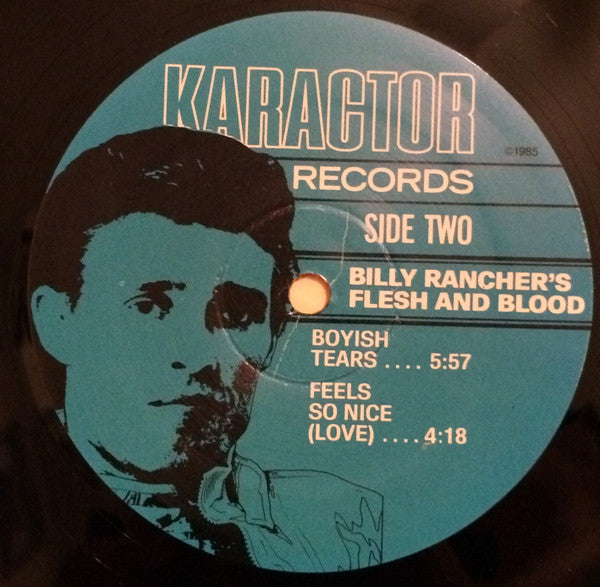 KARACTOR
©1985
RECORDS
SIDE TWO
BILLY RANCHER'S
FLESH AND BLOOD
BOYISH
TEARS .... 5:57
FEELS
SO NICE
(LOVE) .... 4:18